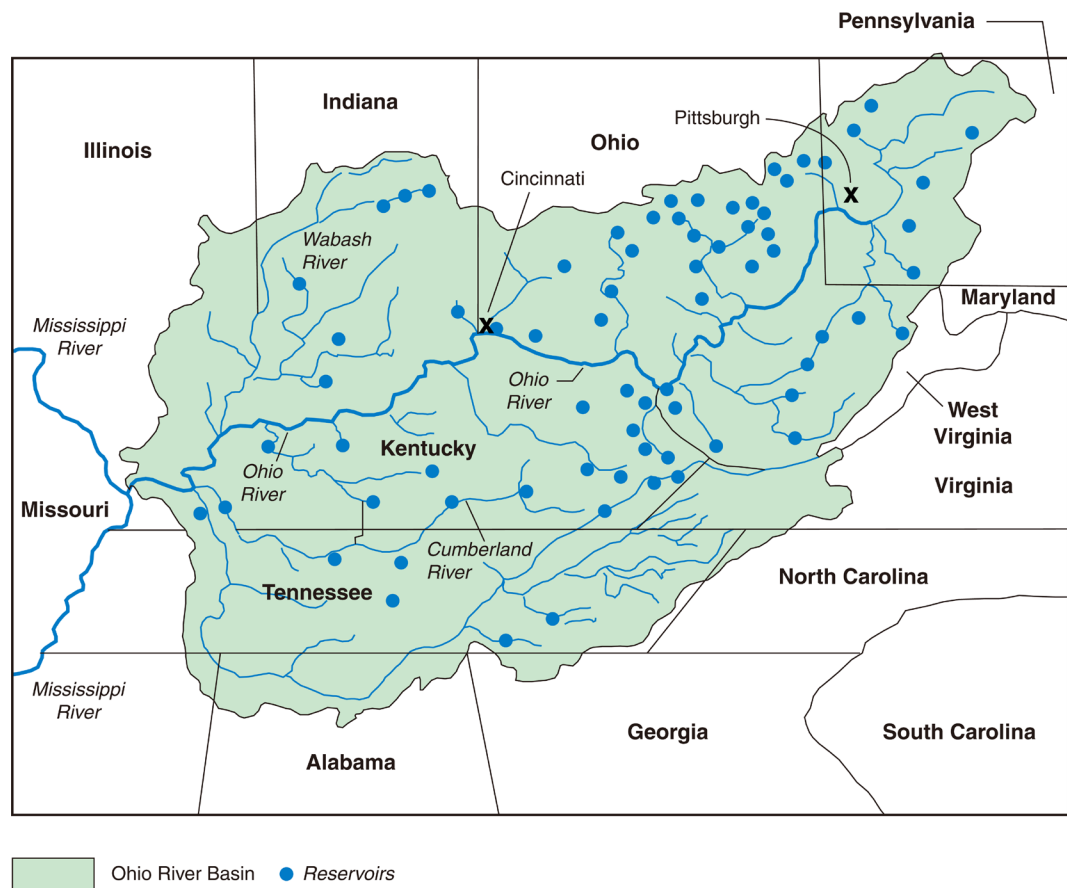 Pennsylvania
Indiana
Pittsburgh
Ohio
Illinois
Cincinnati
Wabash
River
Maryland
Mississippi
River
Ohio
River
West
Virginia
Kentucky
Ohio
River
Virginia
Missouri
Cumberland
River
North Carolina
Tennessee
Mississippi
River
Georgia
South Carolina
Alabama
Ohio River Basin
Reservoirs
X
X